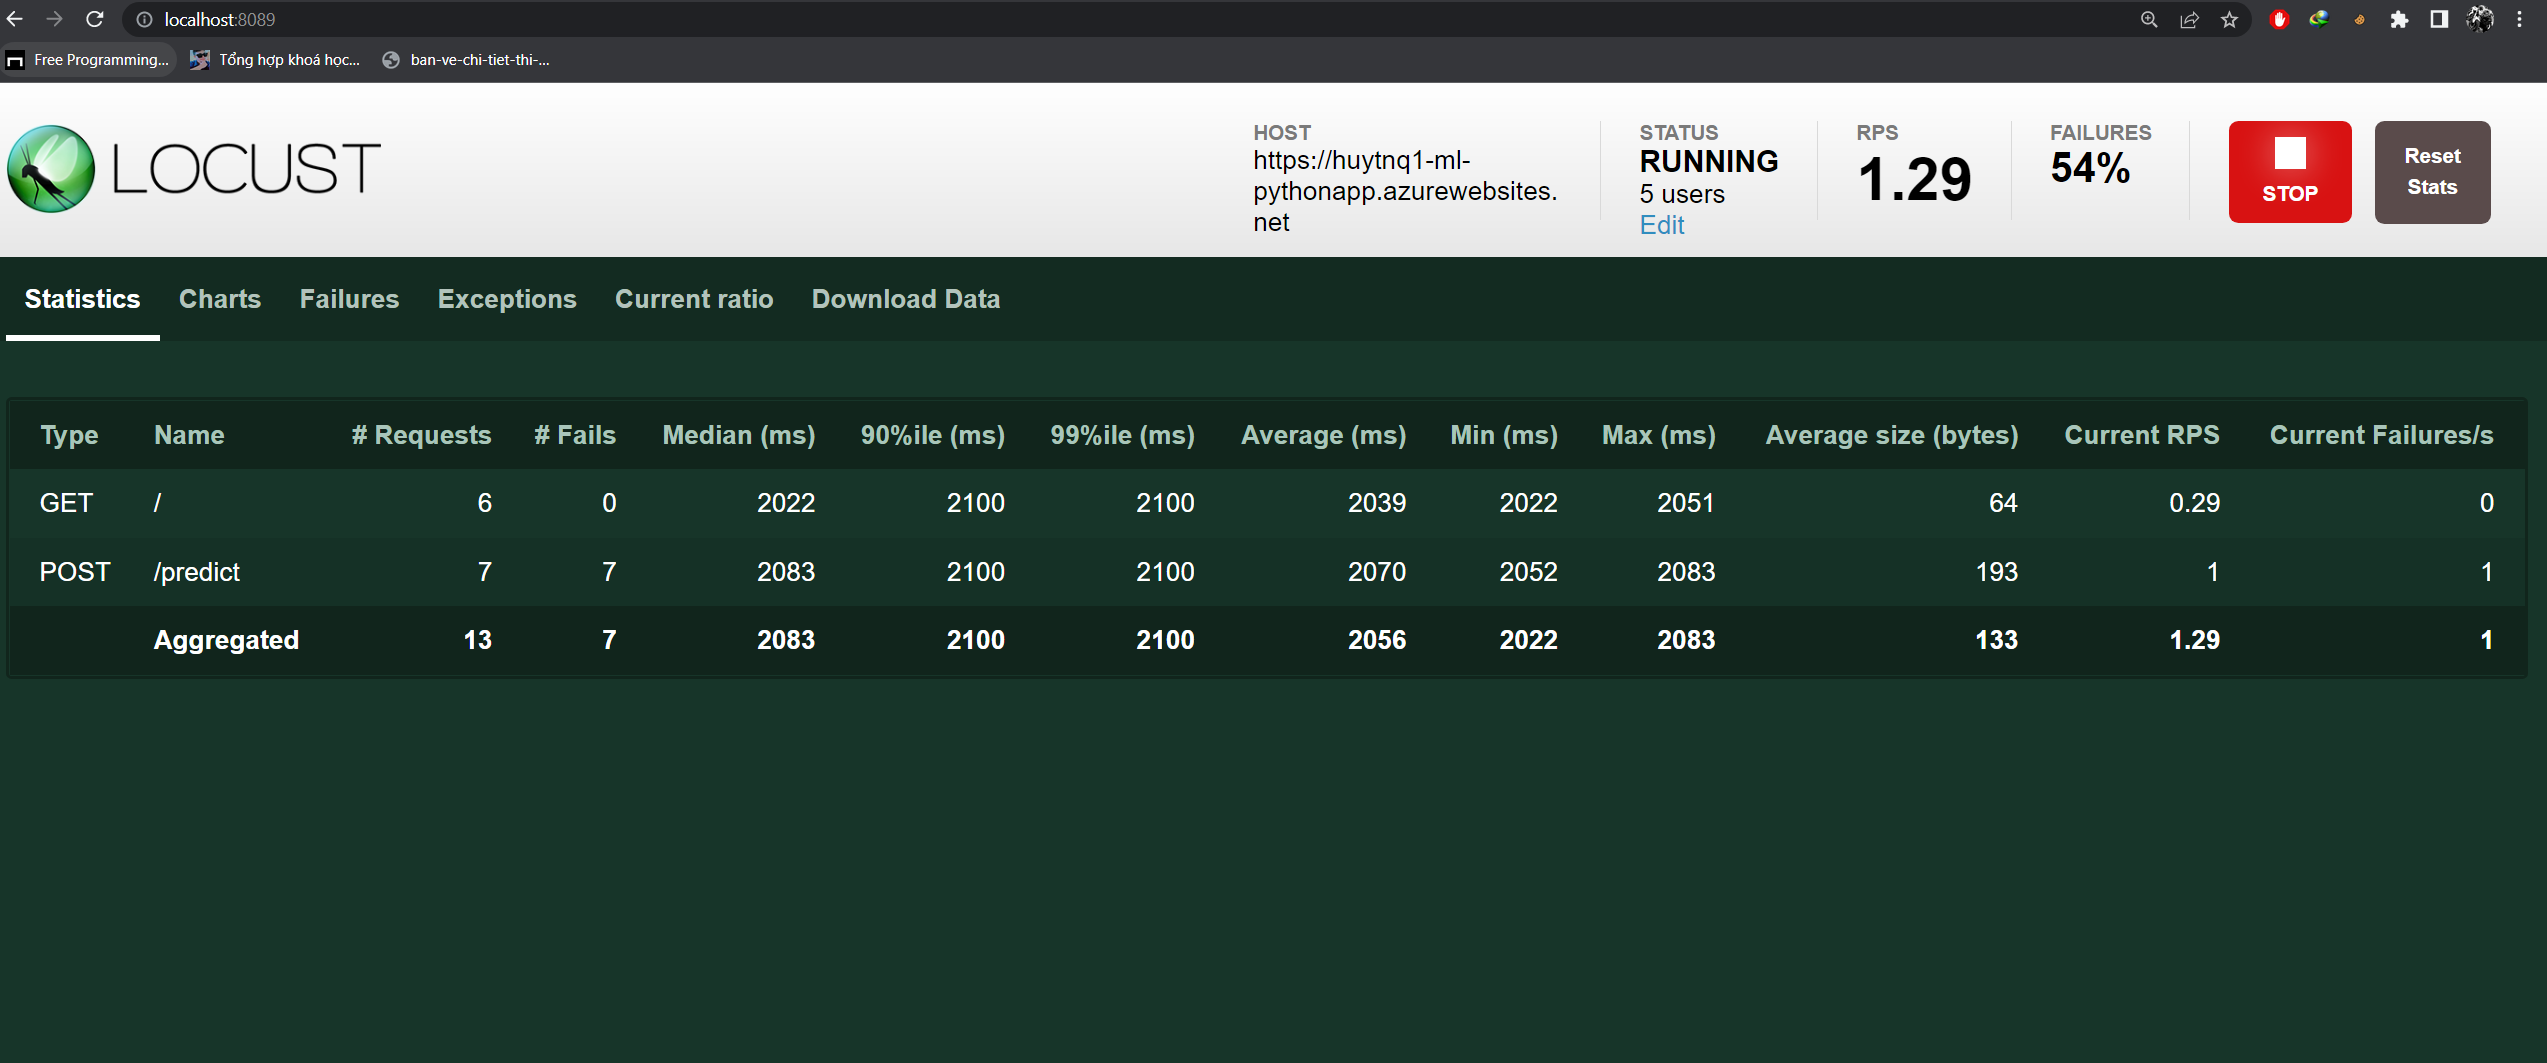 localhost:8089
Free Programming... Tổng hợp khoá học... ban-ve-chi-tiet-thi-...
LOCUST
HOST
https://huytnq1-ml-
pythonapp.azurewebsites.
net
STATUS
RUNNING
5 users
Edit
RPS
1.29
FAILURES
54%
STOP
Reset
Stats
Statistics Charts Failures Exceptions Current ratio Download Data
Type Name # Requests # Fails Median (ms) 90%ile (ms) 99%ile (ms) Average (ms) Min (ms) Max (ms) Average size (bytes) Current RPS Current Failures/s
GET / 6 0 2022 2100 2100 2039 2022 2051 64 0.29 0
POST /predict 7 7 2083 2100 2100 2070 2052 2083 193 1 1
Aggregated 13 7 2083 2100 2100 2056 2022 2083 133 1.29 1